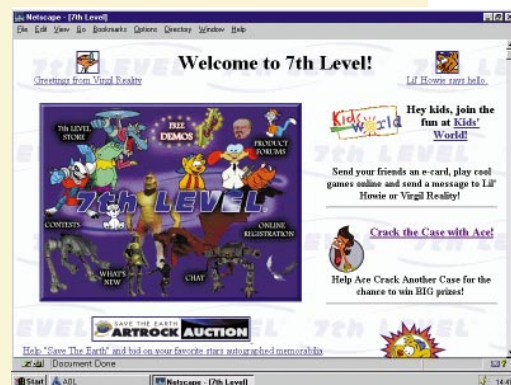 Netscape - [7th Level]
File Edit View Go Bookmarks Options Directory Window Help
Greetings from Virgil Reality
Welcome to 7th Level!
Lil' Howie says hello.
7th LEVEL STORE
FREE DEMOS
PRODUCT FORUMS
7th LEVEL
CONTESTS
ONLINE REGISTRATION
WHAT'S NEW
CHAT
Kids World
Hey kids, join the
fun at Kids'
World!
Send your friends an e-card, play cool
games online and send a message to Lil'
Howie or Virgil Reality!
Crack the Case with Ace!
Help Ace Crack Another Case for the
chance to win BIG prizes!
SAVE THE EARTH
ARTROCK AUCTION
Help "Save The Earth" and bid on your favorite stars autographed memorabilia
Document Done
Start AOL Netscape - [7th Level]